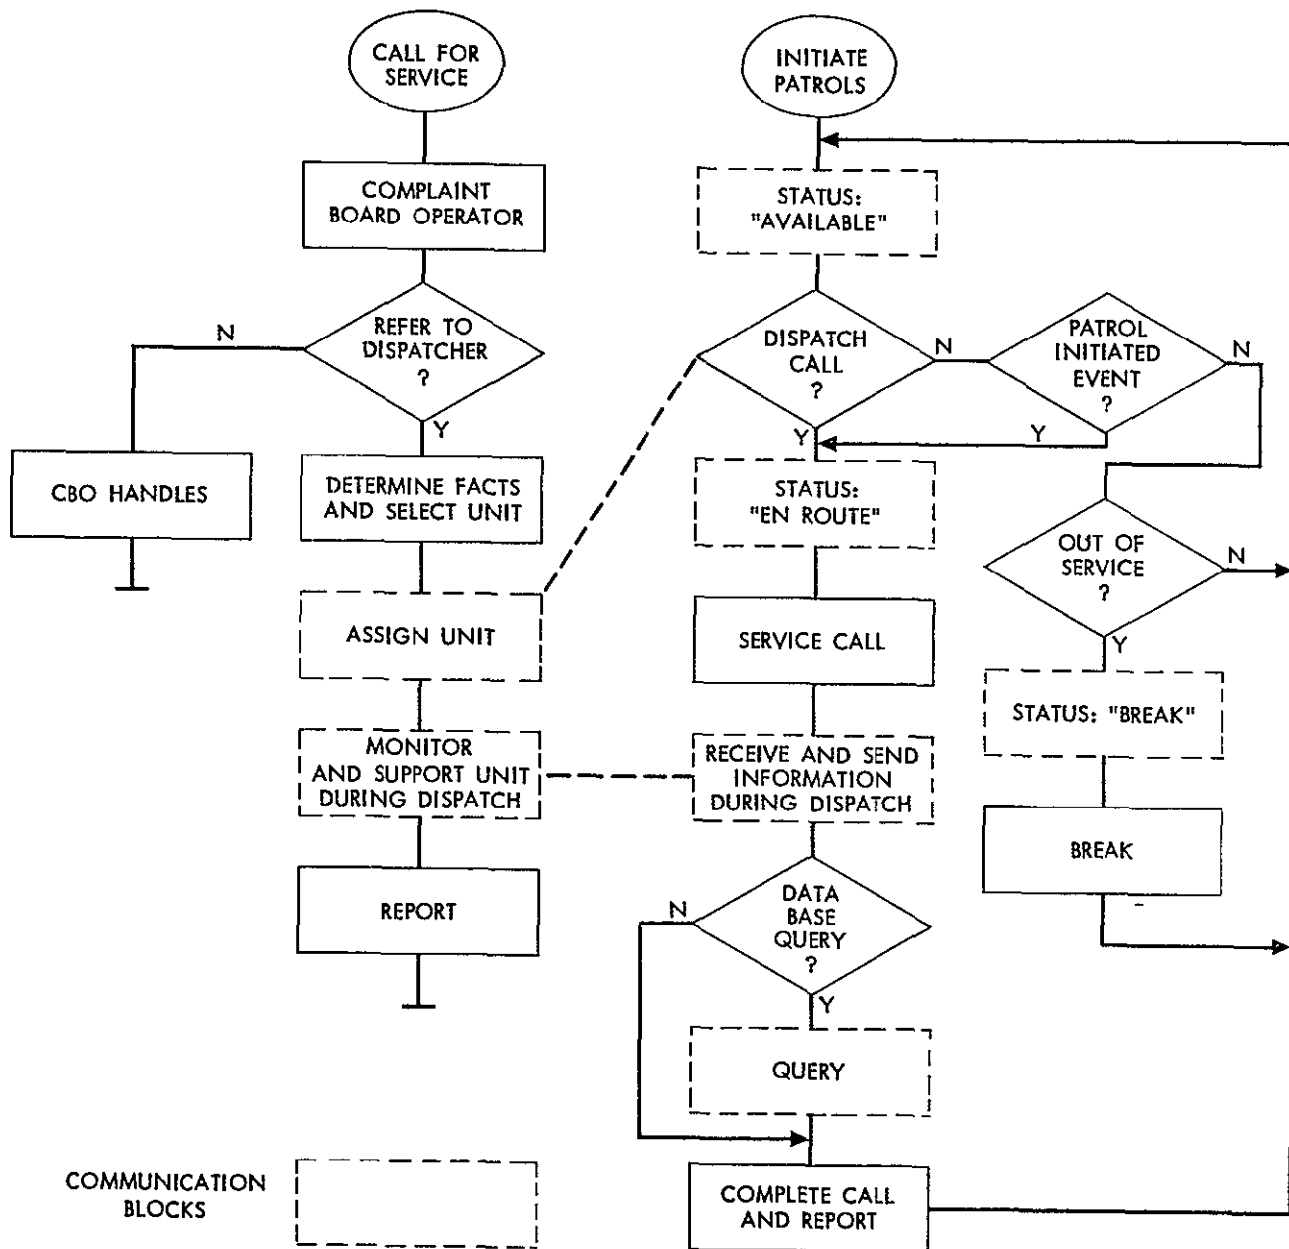 CALL FOR
SERVICE
COMPLAINT
BOARD OPERATOR
REFER TO
DISPATCHER
?
N
Y
CBO HANDLES
DETERMINE FACTS
AND SELECT UNIT
ASSIGN UNIT
MONITOR
AND SUPPORT UNIT
DURING DISPATCH
REPORT
COMMUNICATION
BLOCKS
INITIATE
PATROLS
STATUS:
"AVAILABLE"
DISPATCH
CALL
?
N
Y
PATROL
INITIATED
EVENT
?
N
Y
STATUS:
"EN ROUTE"
SERVICE CALL
RECEIVE AND SEND
INFORMATION
DURING DISPATCH
DATA
BASE
QUERY
?
N
Y
QUERY
COMPLETE CALL
AND REPORT
OUT OF
SERVICE
?
N
Y
STATUS: "BREAK"
BREAK